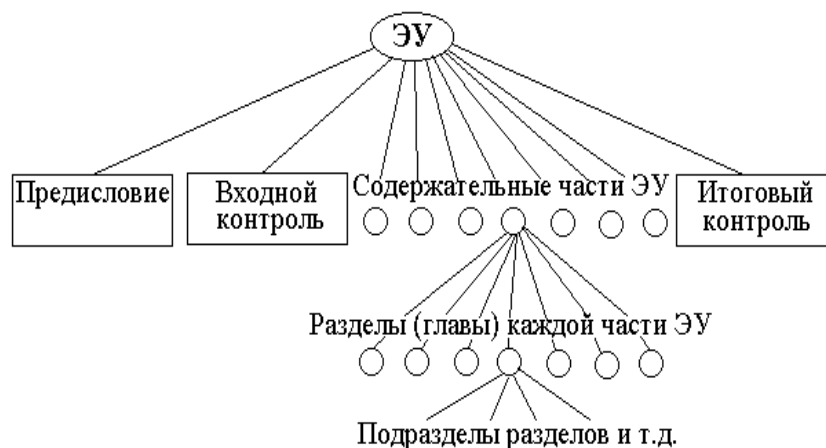 ЭУ
Предисловие
Входной
контроль
Содержательные части ЭУ
Итоговый
контроль
Разделы (главы) каждой части ЭУ
Подразделы разделов и т.д.